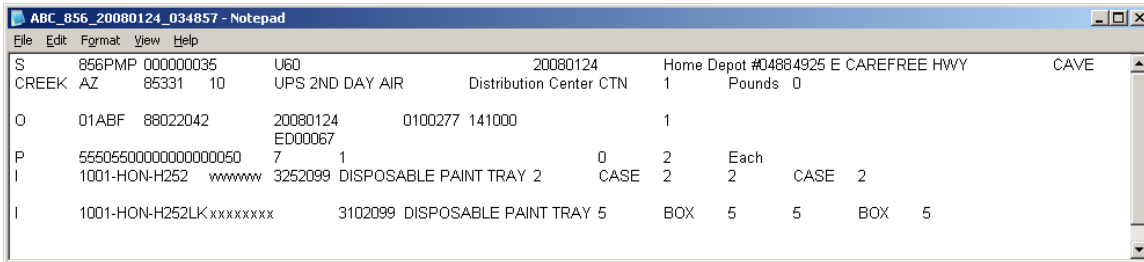 ABC_856_20080124_034857 - Notepad
File Edit Format View Help
S 856PMP 000000035 U60 20080124 Home Depot #04884925 E CAREFREE HWY CAVE
CREEK AZ 85331 10 UPS 2ND DAY AIR Distribution Center CTN 1 Pounds 0
O 01ABF 88022042 20080124 0100277 141000 1
ED00067
P 55505500000000000050 7 1 0 2 Each
I 1001-HON-H252 wwwww 3252099 DISPOSABLE PAINT TRAY 2 CASE 2 2 CASE 2
I 1001-HON-H252LK xxxxxxxx 3102099 DISPOSABLE PAINT TRAY 5 BOX 5 5 BOX 5